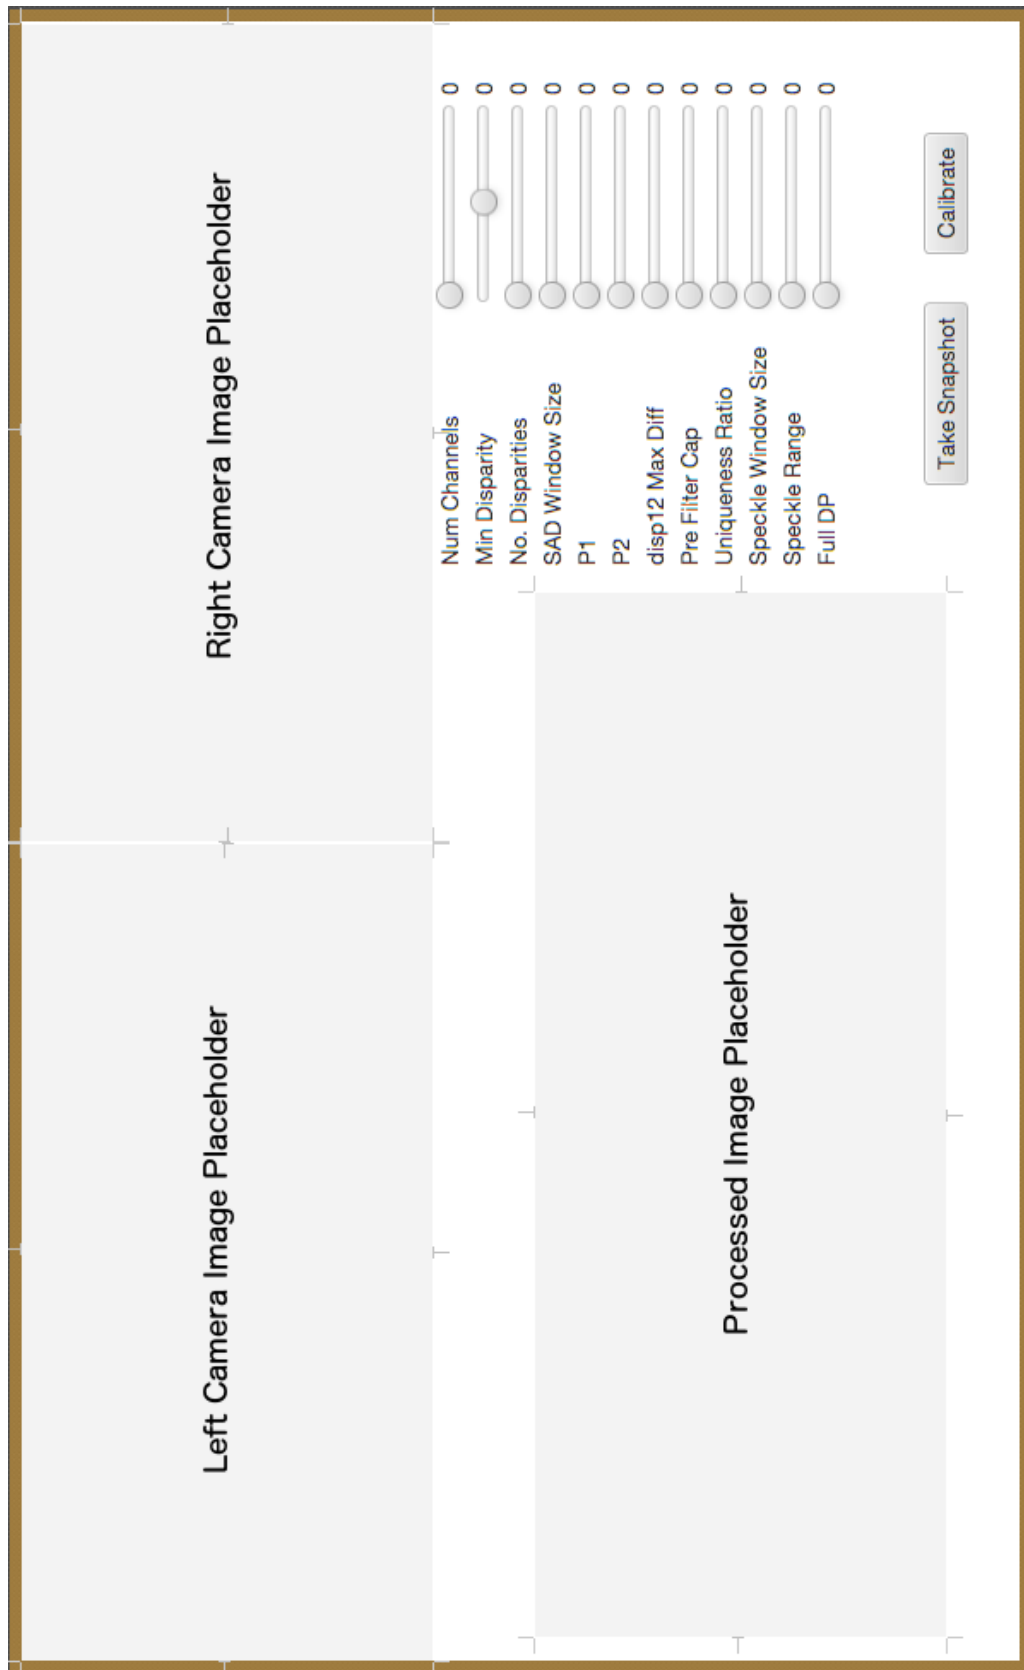 Left Camera Image Placeholder
Right Camera Image Placeholder
Num Channels 0
Min Disparity 0
No. Disparities 0
SAD Window Size 0
P1 0
P2 0
disp12 Max Diff 0
Pre Filter Cap 0
Uniqueness Ratio 0
Speckle Window Size 0
Speckle Range 0
Full DP 0
Processed Image Placeholder
Take Snapshot
Calibrate